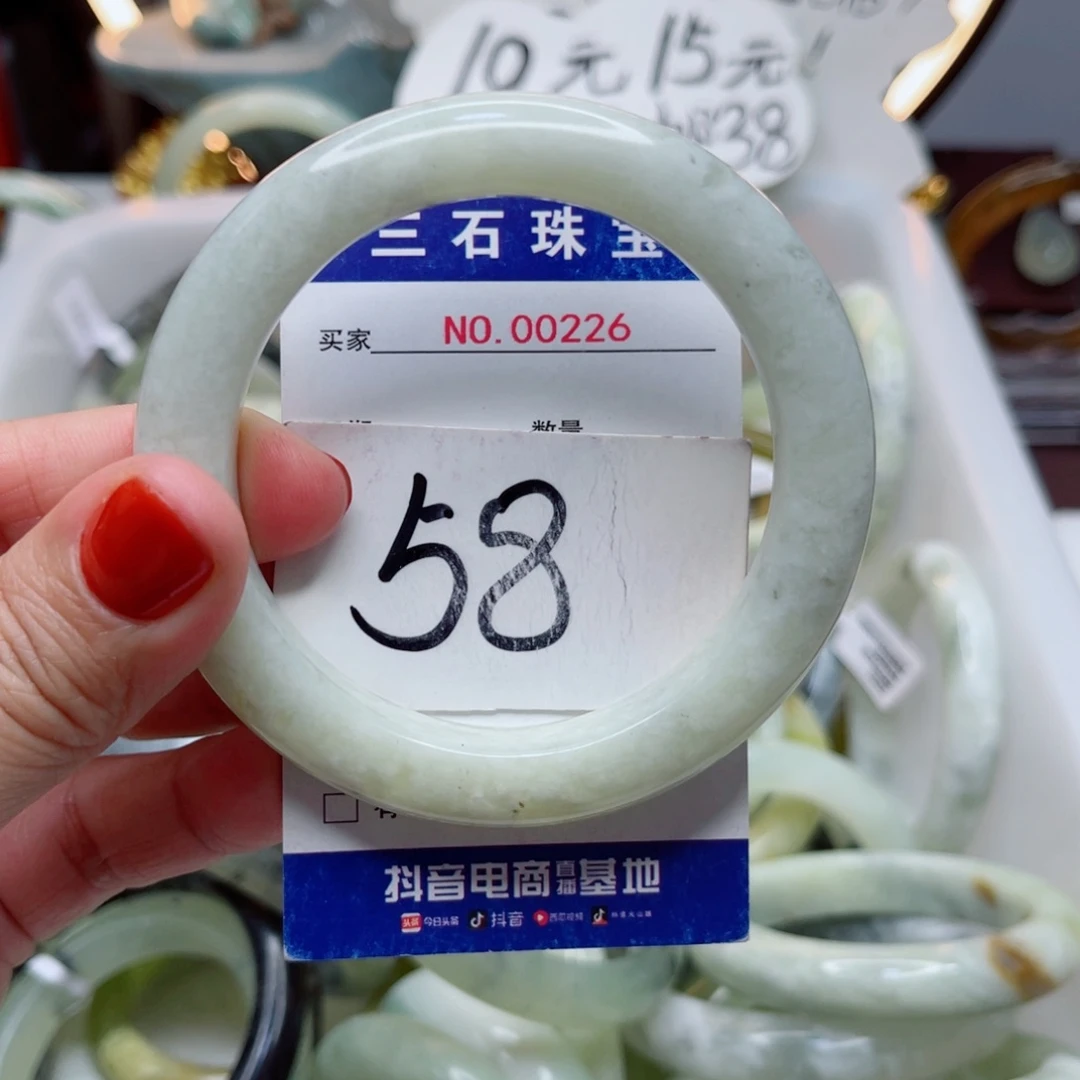 10元 15元
38
三石珠宝
买家 NO.00226
数量
58
抖音电商直播基地
今日头条 抖音 西瓜视频